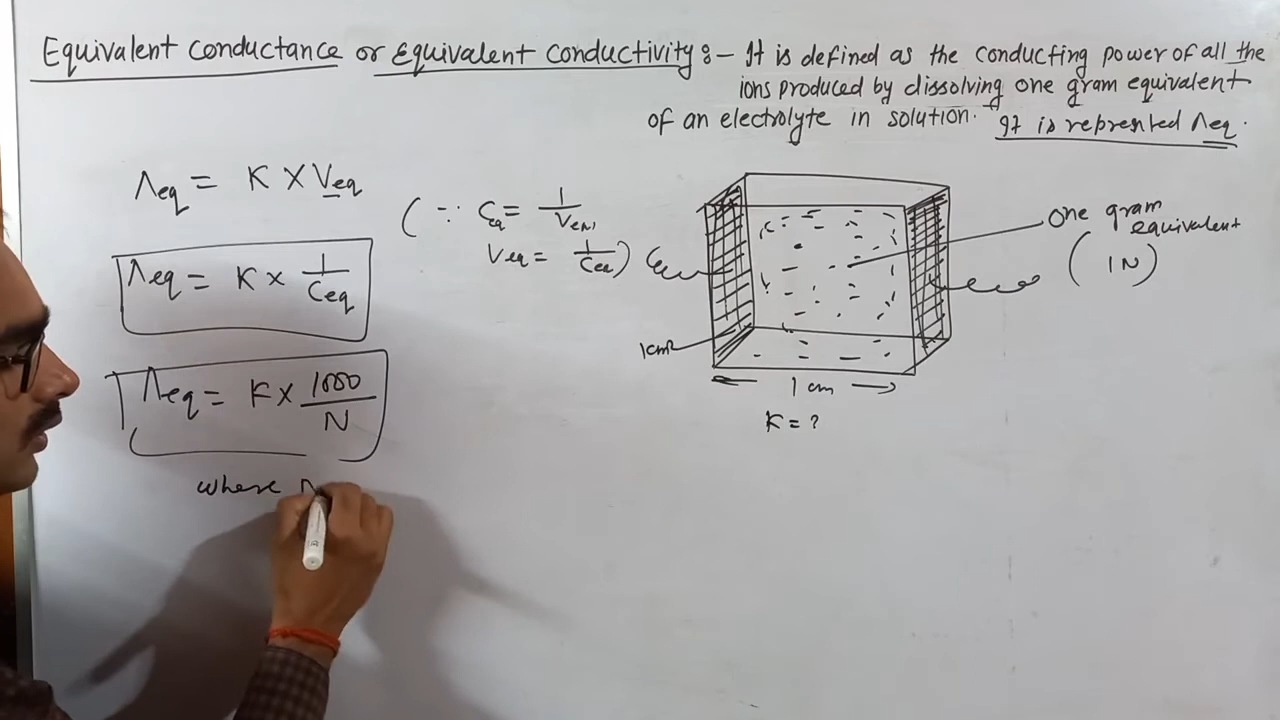 Equivalent Conductance or Equivalent Conductivity :- It is defined as the conducting power of all the
ions produced by dissolving one gram equivalent
of an electrolyte in solution. It is represnted Λeq.
Λeq = K × Veq
(∵ Ceq = 1/Veq,
Veq = 1/Ceq)
Λeq = K × 1/Ceq
Λeq = K × 1000/N
where N
One gram
equivalent
(1N)
1cm²
1 cm
K = ?